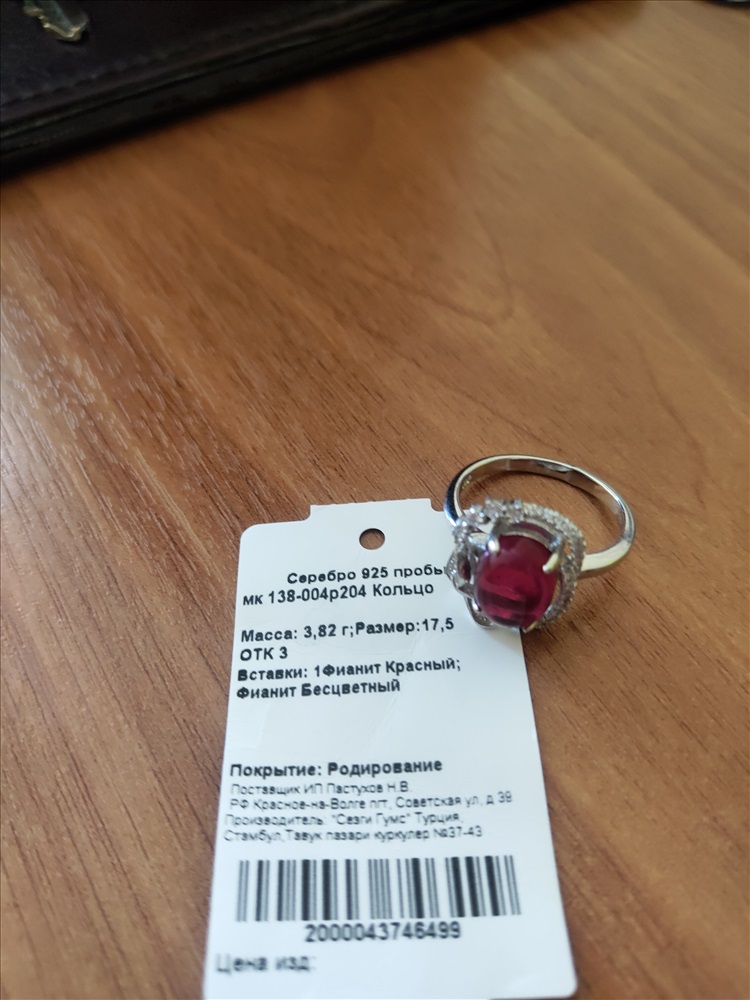 Серебро 925 пробы
мк 138-004р204 Кольцо
Масса: 3,82 г;Размер:17,5
ОТК 3
Вставки: 1Фианит Красный;
Фианит Бесцветный
Покрытие: Родирование
Поставщик ИП Пастухов Н.В.
РФ Красное-на-Волге пгт, Советская ул, д 39
Производитель: "Сезги Гумс" Турция,
Стамбул,Тавук пазари куркулер №37-43
2000043746499
Цена изд: